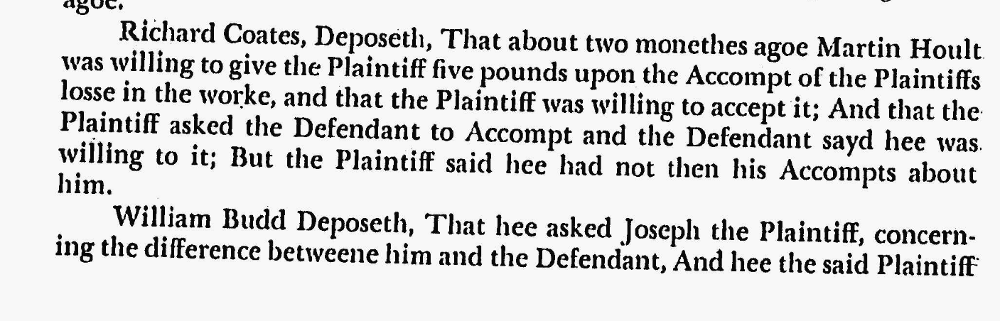 agoe.
Richard Coates, Deposeth, That about two monethes agoe Martin Hoult
was willing to give the Plaintiff five pounds upon the Accompt of the Plaintiffs
losse in the worke, and that the Plaintiff was willing to accept it; And that the
Plaintiff asked the Defendant to Accompt and the Defendant sayd hee was
willing to it; But the Plaintiff said hee had not then his Accompts about
him.
William Budd Deposeth, That hee asked Joseph the Plaintiff, concern-
ing the difference betweene him and the Defendant, And hee the said Plaintiff